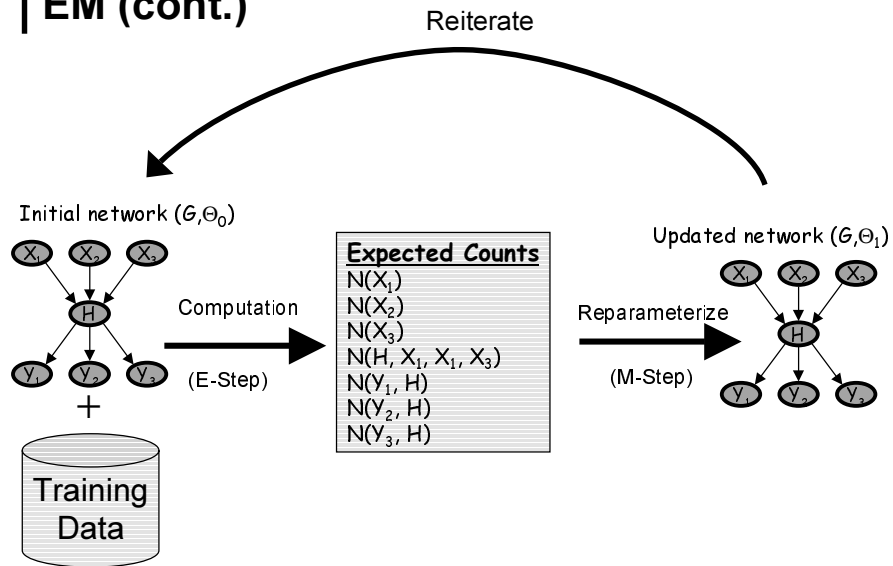 EM (cont.)
Reiterate
Initial network (G,Θ₀)
X₁ X₂ X₃
H
Y₁ Y₂ Y₃
+
Training
Data
Computation
(E-Step)
Expected Counts
N(X₁)
N(X₂)
N(X₃)
N(H, X₁, X₁, X₃)
N(Y₁, H)
N(Y₂, H)
N(Y₃, H)
Reparameterize
(M-Step)
Updated network (G,Θ₁)
X₁ X₂ X₃
H
Y₁ Y₂ Y₃